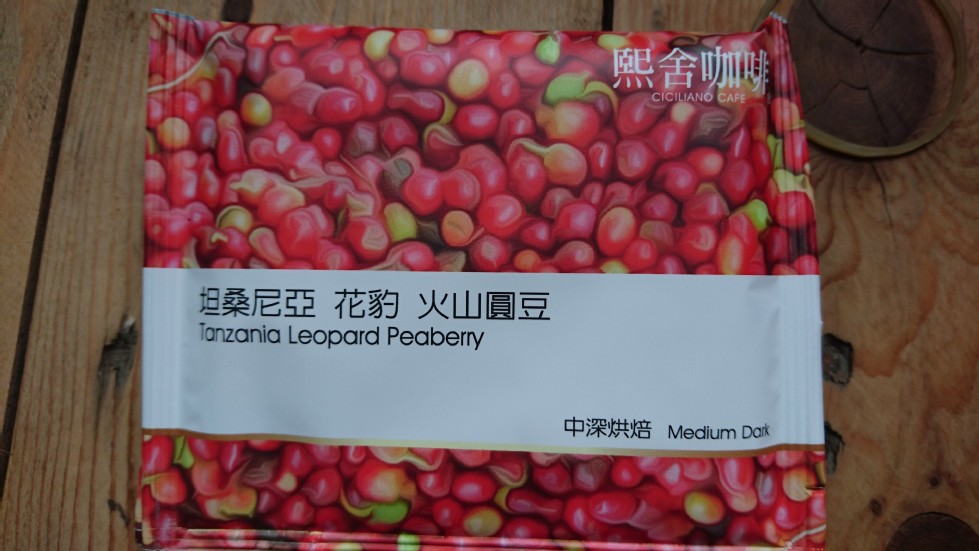 熙舍咖啡
CICILIANO CAFE
坦桑尼亞 花豹 火山圓豆
Tanzania Leopard Peaberry
中深烘焙 Medium Dark